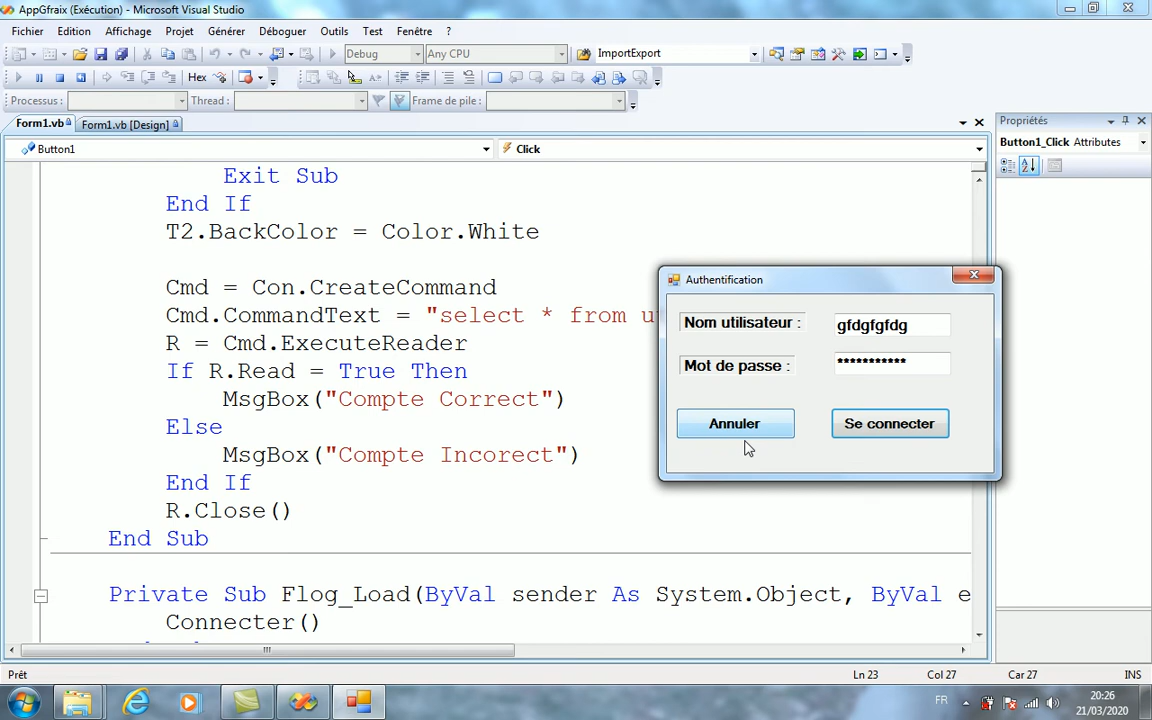 AppGfraix (Exécution) - Microsoft Visual Studio
Fichier Edition Affichage Projet Générer Déboguer Outils Test Fenêtre ?
Debug Any CPU ImportExport
Hex
Processus : Thread : Frame de pile :
Form1.vb Form1.vb [Design]
Button1 Click
Exit Sub
End If
T2.BackColor = Color.White
Cmd = Con.CreateCommand
Cmd.CommandText = "select * from u
R = Cmd.ExecuteReader
If R.Read = True Then
MsgBox("Compte Correct")
Else
MsgBox("Compte Incorect")
End If
R.Close()
End Sub
Private Sub Flog_Load(ByVal sender As System.Object, ByVal e
Connecter()
Propriétés
Button1_Click Attributes
Authentification
Nom utilisateur : gfdgfgfdg
Mot de passe : ***********
Annuler Se connecter
Prêt Ln 23 Col 27 Car 27 INS
FR 20:26
21/03/2020